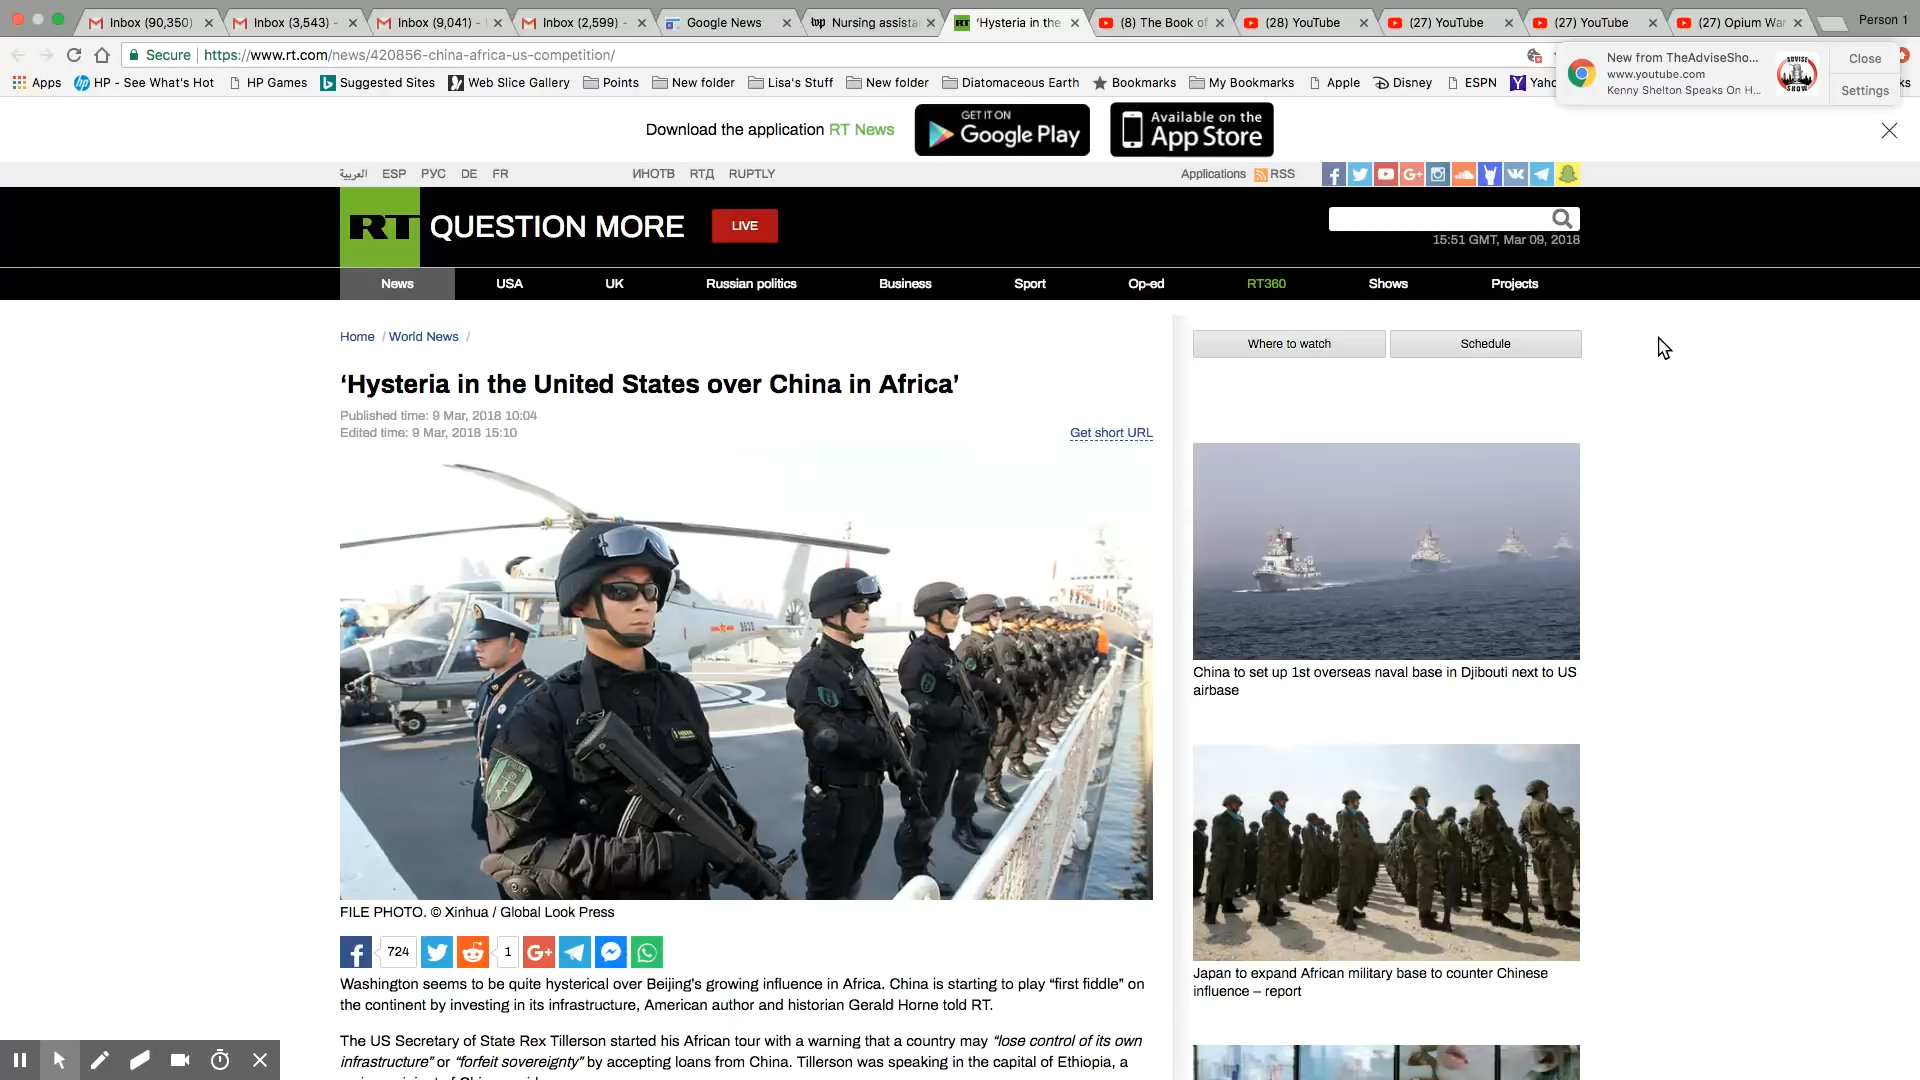 Inbox (90,350)
Inbox (3,543) -
Inbox (9,041) -
Inbox (2,599) -
Google News
wp Nursing assista
RT 'Hysteria in the
(8) The Book of
(28) YouTube
(27) YouTube
(27) YouTube
(27) Opium War
Person 1
Secure https://www.rt.com/news/420856-china-africa-us-competition/
Apps HP - See What's Hot HP Games Suggested Sites Web Slice Gallery Points New folder Lisa's Stuff New folder Diatomaceous Earth Bookmarks My Bookmarks Apple Disney ESPN
New from TheAdviseSho...
www.youtube.com
Kenny Shelton Speaks On H...
ADVISE
SHOW
Close
Settings
Download the application RT News
GET IT ON
Google Play
Available on the
App Store
العربية ESP РУС DE FR ИНОТВ РТД RUPTLY Applications RSS
RT QUESTION MORE LIVE
15:51 GMT, Mar 09, 2018
News USA UK Russian politics Business Sport Op-ed RT360 Shows Projects
Home / World News /
Where to watch Schedule
‘Hysteria in the United States over China in Africa’
Published time: 9 Mar, 2018 10:04
Edited time: 9 Mar, 2018 15:10
Get short URL
FILE PHOTO. © Xinhua / Global Look Press
724 1
Washington seems to be quite hysterical over Beijing’s growing influence in Africa. China is starting to play “first fiddle” on
the continent by investing in its infrastructure, American author and historian Gerald Horne told RT.
The US Secretary of State Rex Tillerson started his African tour with a warning that a country may “lose control of its own
infrastructure” or “forfeit sovereignty” by accepting loans from China. Tillerson was speaking in the capital of Ethiopia, a
China to set up 1st overseas naval base in Djibouti next to US
airbase
Japan to expand African military base to counter Chinese
influence – report